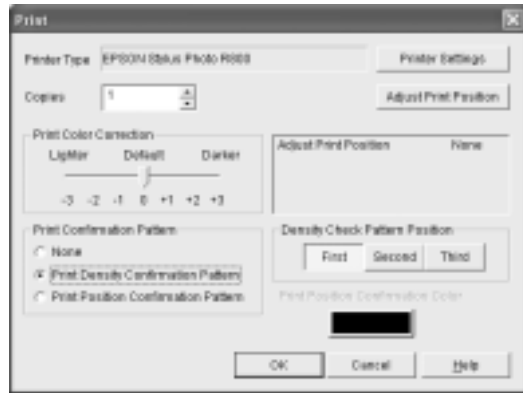 Print
Printer Type EPSON Stylus Photo R800 Printer Settings
Copies 1 Adjust Print Position
Print Color Correction
Lighter Default Darker
-3 -2 -1 0 +1 +2 +3
Adjust Print Position None
Print Confirmation Pattern
None
Print Density Confirmation Pattern
Print Position Confirmation Pattern
Density Check Pattern Position
First Second Third
Print Position Confirmation Color
OK Cancel Help